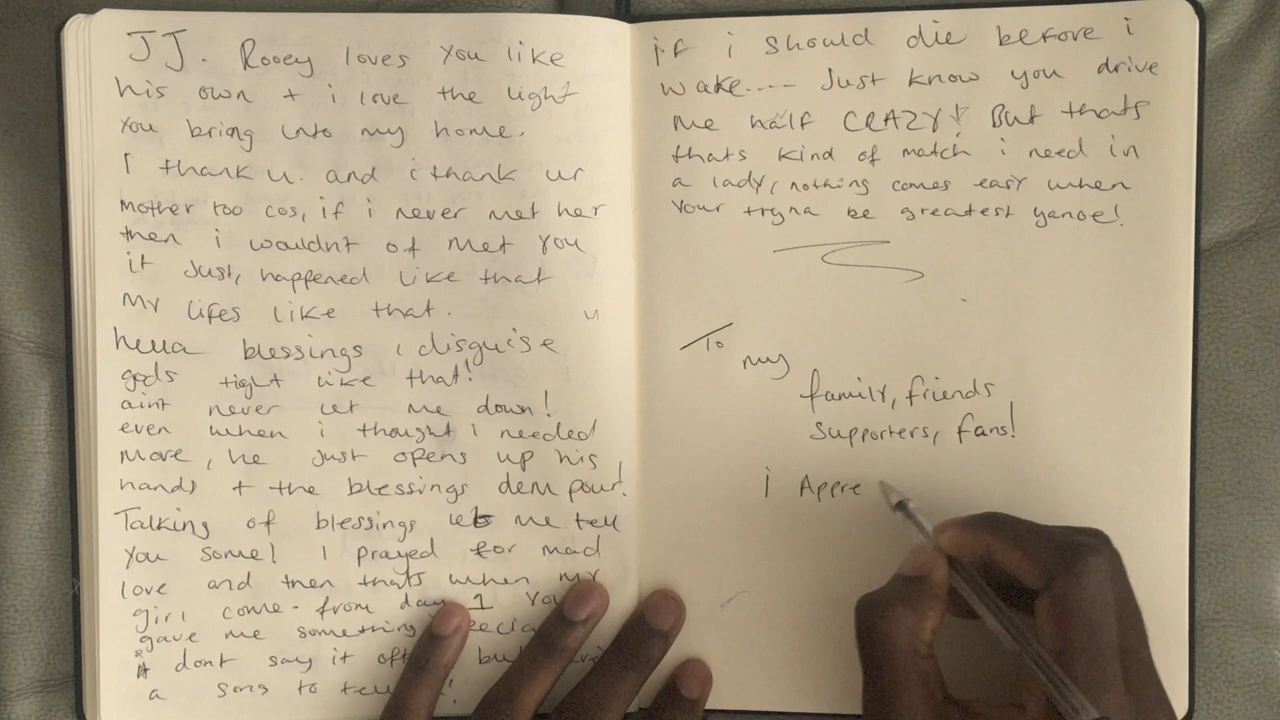 JJ. Rooey loves you like
his own + i love the light
you bring into my home.
I thank u. and i thank ur
mother too cos, if i never met her
then i wouldnt of met you
it just, happened like that
my lifes like that.
hella blessings i disguise
gods tight like that!
aint never let me down!
even when i thought i needed
more, he just opens up his
hands + the blessings dem pour!
Talking of blessings let me tell
you some! I prayed for mad
love and then thats when my
girl come. from day 1 you
gave me something
dont say it but
a song to
if i should die before i
wake.... Just know you drive
me half CRAZY! But thats
thats kind of match i need in
a lady, nothing comes easy when
your tryna be greatest yanoe!
To my
family, friends
supporters, fans!
i Appre